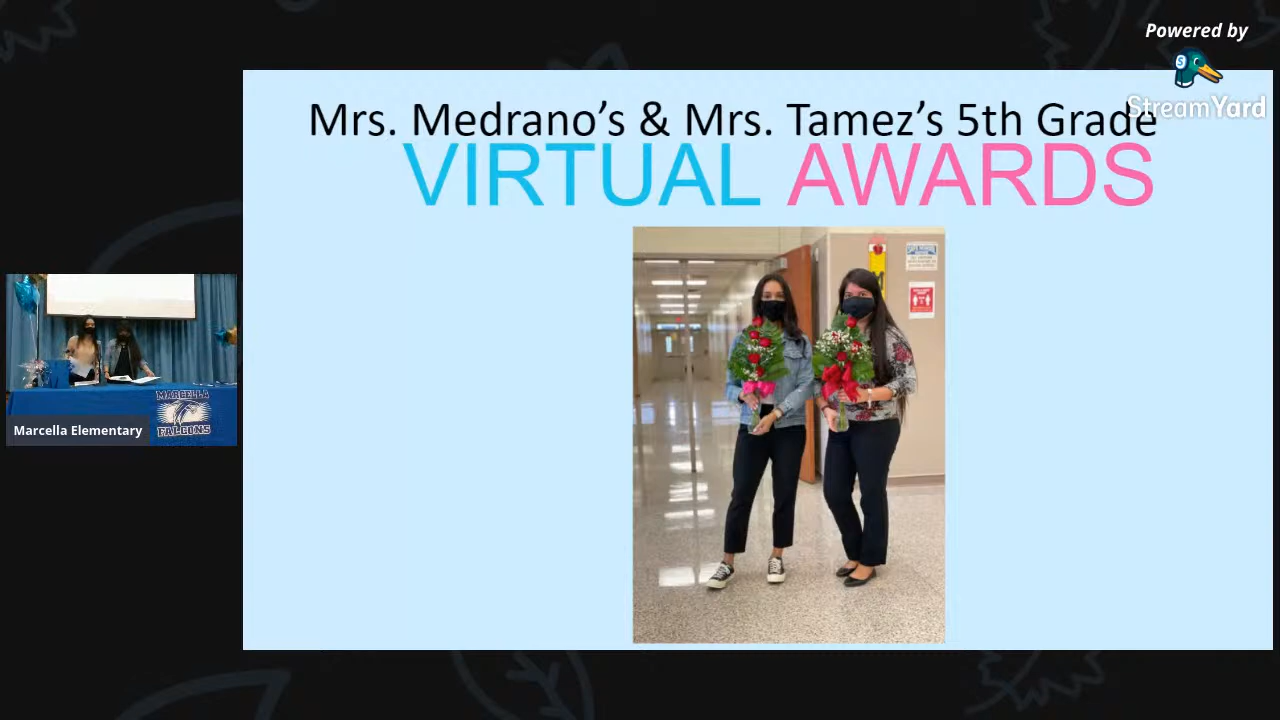 Powered by
StreamYard
Mrs. Medrano’s & Mrs. Tamez’s 5th Grade
VIRTUAL AWARDS
MARCELLA
FALCONS
Marcella Elementary